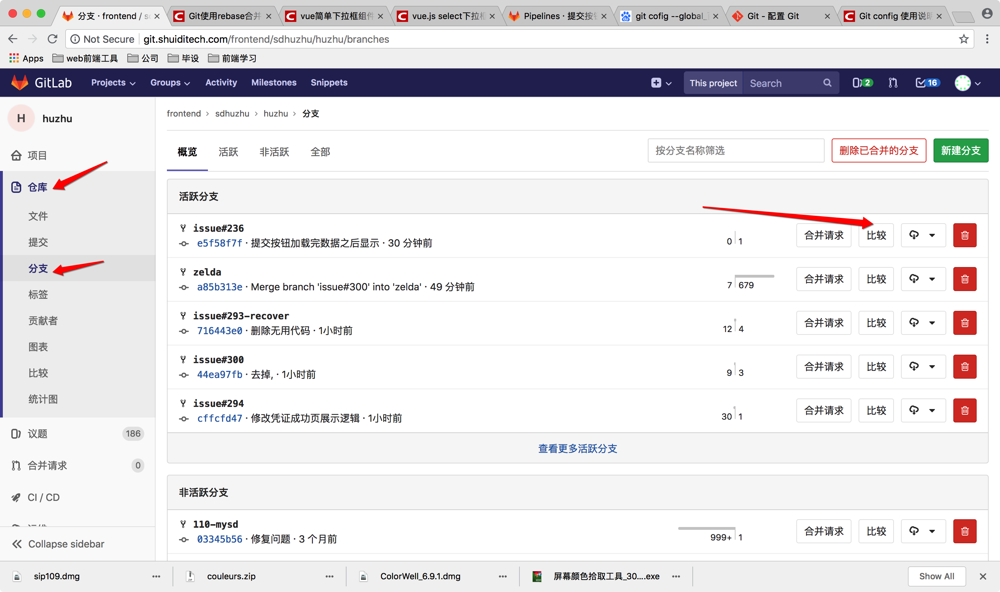 分支 · frontend / s
Git使用rebase合并
vue简单下拉框组件
vue.js select下拉框
Pipelines · 提交按
git cofig --global_
Git - 配置 Git
Git config 使用说明
Not Secure
git.shuiditech.com/frontend/sdhuzhu/huzhu/branches
Apps
web前端工具
公司
毕设
前端学习
GitLab
Projects
Groups
Activity
Milestones
Snippets
This project
Search
2
16
H
huzhu
项目
仓库
文件
提交
分支
标签
贡献者
图表
比较
统计图
议题
186
合并请求
0
CI / CD
Collapse sidebar
frontend › sdhuzhu › huzhu › 分支
概览
活跃
非活跃
全部
按分支名称筛选
删除已合并的分支
新建分支
活跃分支
issue#236
e5f58f7f · 提交按钮加载完数据之后显示 · 30 分钟前
0 1
合并请求
比较
zelda
a85b313e · Merge branch 'issue#300' into 'zelda' · 49 分钟前
7 679
合并请求
比较
issue#293-recover
716443e0 · 删除无用代码 · 1小时前
12 4
合并请求
比较
issue#300
44ea97fb · 去掉, · 1小时前
9 3
合并请求
比较
issue#294
cffcfd47 · 修改凭证成功页展示逻辑 · 1小时前
30 1
合并请求
比较
查看更多活跃分支
非活跃分支
110-mysd
03345b56 · 修复问题 · 3 个月前
999+ 1
合并请求
比较
sip109.dmg
ZIP
couleurs.zip
ColorWell_6.9.1.dmg
屏幕颜色拾取工具_30....exe
Show All